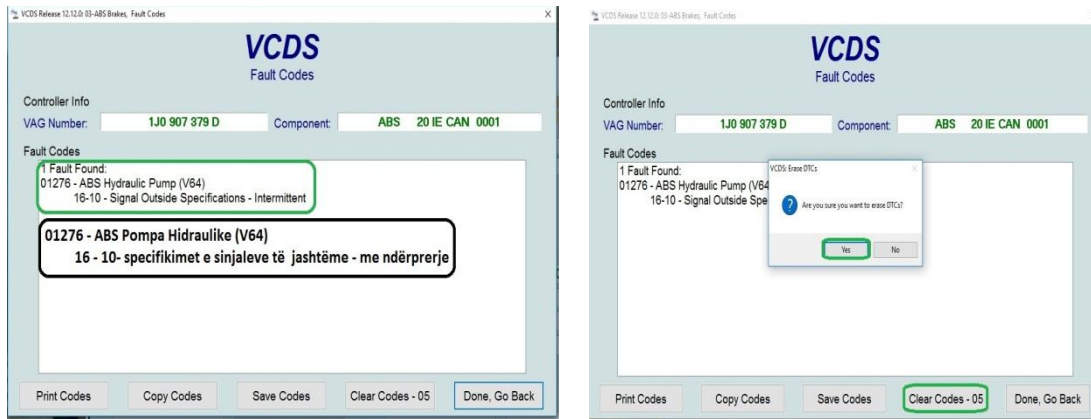 VCDS Release 12.12.0: 03-ABS Brakes, Fault Codes
VCDS
Fault Codes
Controller Info
VAG Number: 1J0 907 379 D Component: ABS 20 IE CAN 0001
Fault Codes
1 Fault Found:
01276 - ABS Hydraulic Pump (V64)
16-10 - Signal Outside Specifications - Intermittent
01276 - ABS Pompa Hidraulike (V64)
16 - 10- specifikimet e sinjaleve të jashtëme - me ndërprerje
Print Codes Copy Codes Save Codes Clear Codes - 05 Done, Go Back
VCDS Release 12.12.0: 03-ABS Brakes, Fault Codes
VCDS
Fault Codes
Controller Info
VAG Number: 1J0 907 379 D Component: ABS 20 IE CAN 0001
Fault Codes
1 Fault Found:
01276 - ABS Hydraulic Pump (V64
16-10 - Signal Outside Spe
VCDS: Erase DTCs
Are you sure you want to erase DTCs?
Yes No
Print Codes Copy Codes Save Codes Clear Codes - 05 Done, Go Back